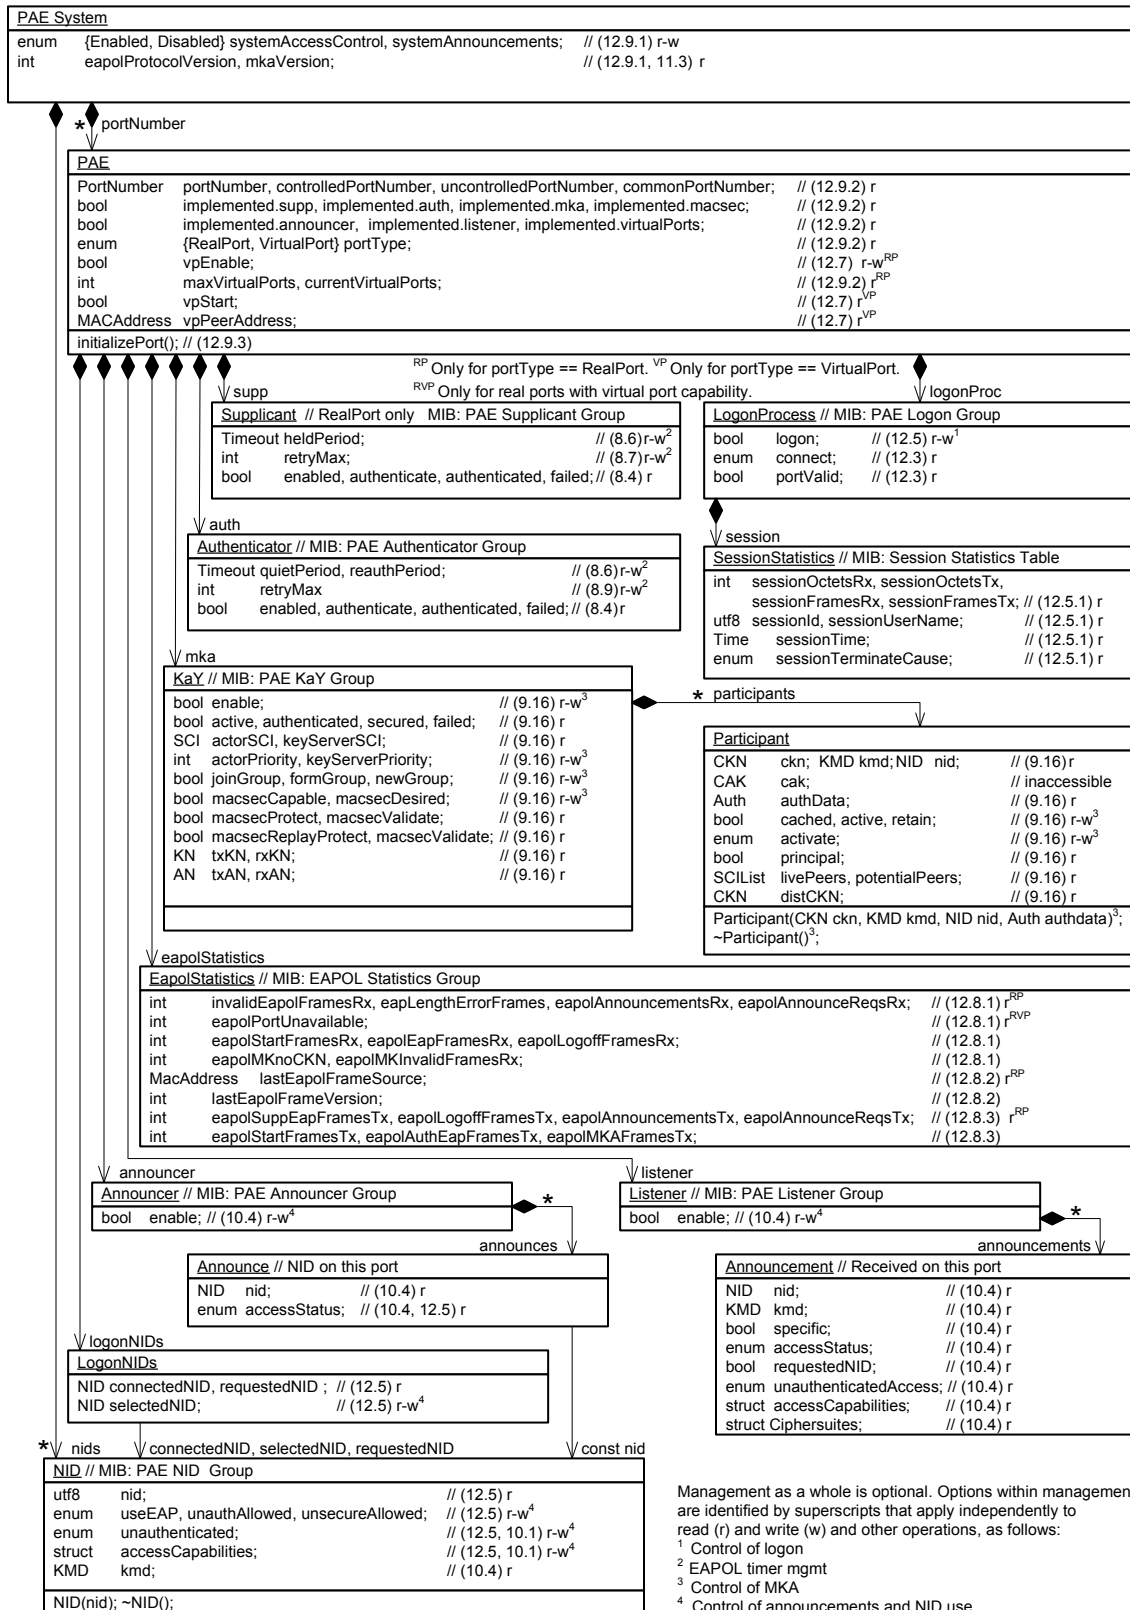 PAE System
enum {Enabled, Disabled} systemAccessControl, systemAnnouncements; // (12.9.1) r-w
int eapolProtocolVersion, mkaVersion; // (12.9.1, 11.3) r
* portNumber
PAE
PortNumber portNumber, controlledPortNumber, uncontrolledPortNumber, commonPortNumber; // (12.9.2) r
bool implemented.supp, implemented.auth, implemented.mka, implemented.macsec; // (12.9.2) r
bool implemented.announcer, implemented.listener, implemented.virtualPorts; // (12.9.2) r
enum {RealPort, VirtualPort} portType; // (12.9.2) r
bool vpEnable; // (12.7) r-wRP
int maxVirtualPorts, currentVirtualPorts; // (12.9.2) rRP
bool vpStart; // (12.7) rVP
MACAddress vpPeerAddress; // (12.7) rVP
initializePort(); // (12.9.3)
RP Only for portType == RealPort. VP Only for portType == VirtualPort.
RVP Only for real ports with virtual port capability.
supp
Supplicant // RealPort only MIB: PAE Supplicant Group
Timeout heldPeriod; // (8.6)r-w2
int retryMax; // (8.7)r-w2
bool enabled, authenticate, authenticated, failed; // (8.4) r
logonProc
LogonProcess // MIB: PAE Logon Group
bool logon; // (12.5) r-w1
enum connect; // (12.3) r
bool portValid; // (12.3) r
auth
Authenticator // MIB: PAE Authenticator Group
Timeout quietPeriod, reauthPeriod; // (8.6)r-w2
int retryMax // (8.9)r-w2
bool enabled, authenticate, authenticated, failed; // (8.4)r
session
SessionStatistics // MIB: Session Statistics Table
int sessionOctetsRx, sessionOctetsTx,
sessionFramesRx, sessionFramesTx; // (12.5.1) r
utf8 sessionId, sessionUserName; // (12.5.1) r
Time sessionTime; // (12.5.1) r
enum sessionTerminateCause; // (12.5.1) r
mka
KaY // MIB: PAE KaY Group
bool enable; // (9.16) r-w3
bool active, authenticated, secured, failed; // (9.16) r
SCI actorSCI, keyServerSCI; // (9.16) r
int actorPriority, keyServerPriority; // (9.16) r-w3
bool joinGroup, formGroup, newGroup; // (9.16) r-w3
bool macsecCapable, macsecDesired; // (9.16) r-w3
bool macsecProtect, macsecValidate; // (9.16) r
bool macsecReplayProtect, macsecValidate; // (9.16) r
KN txKN, rxKN; // (9.16) r
AN txAN, rxAN; // (9.16) r
* participants
Participant
CKN ckn; KMD kmd; NID nid; // (9.16) r
CAK cak; // inaccessible
Auth authData; // (9.16) r
bool cached, active, retain; // (9.16) r-w3
enum activate; // (9.16) r-w3
bool principal; // (9.16) r
SCIList livePeers, potentialPeers; // (9.16) r
CKN distCKN; // (9.16) r
Participant(CKN ckn, KMD kmd, NID nid, Auth authdata)3;
~Participant()3;
eapolStatistics
EapolStatistics // MIB: EAPOL Statistics Group
int invalidEapolFramesRx, eapLengthErrorFrames, eapolAnnouncementsRx, eapolAnnounceReqsRx; // (12.8.1) rRP
int eapolPortUnavailable; // (12.8.1) rRVP
int eapolStartFramesRx, eapolEapFramesRx, eapolLogoffFramesRx; // (12.8.1)
int eapolMKnoCKN, eapolMKInvalidFramesRx; // (12.8.1)
MacAddress lastEapolFrameSource; // (12.8.2) rRP
int lastEapolFrameVersion; // (12.8.2)
int eapolSuppEapFramesTx, eapolLogoffFramesTx, eapolAnnouncementsTx, eapolAnnounceReqsTx; // (12.8.3) rRP
int eapolStartFramesTx, eapolAuthEapFramesTx, eapolMKAFramesTx; // (12.8.3)
announcer
Announcer // MIB: PAE Announcer Group
bool enable; // (10.4) r-w4
*
announces
listener
Listener // MIB: PAE Listener Group
bool enable; // (10.4) r-w4
*
announcements
Announce // NID on this port
NID nid; // (10.4) r
enum accessStatus; // (10.4, 12.5) r
Announcement // Received on this port
NID nid; // (10.4) r
KMD kmd; // (10.4) r
bool specific; // (10.4) r
enum accessStatus; // (10.4) r
bool requestedNID; // (10.4) r
enum unauthenticatedAccess; // (10.4) r
struct accessCapabilities; // (10.4) r
struct Ciphersuites; // (10.4) r
logonNIDs
LogonNIDs
NID connectedNID, requestedNID ; // (12.5) r
NID selectedNID; // (12.5) r-w4
* nids
connectedNID, selectedNID, requestedNID
const nid
NID // MIB: PAE NID Group
utf8 nid; // (12.5) r
enum useEAP, unauthAllowed, unsecureAllowed; // (12.5) r-w4
enum unauthenticated; // (12.5, 10.1) r-w4
struct accessCapabilities; // (12.5, 10.1) r-w4
KMD kmd; // (10.4) r
NID(nid); ~NID();
Management as a whole is optional. Options within managemen
are identified by superscripts that apply independently to
read (r) and write (w) and other operations, as follows:
1 Control of logon
2 EAPOL timer mgmt
3 Control of MKA
4 Control of announcements and NID use